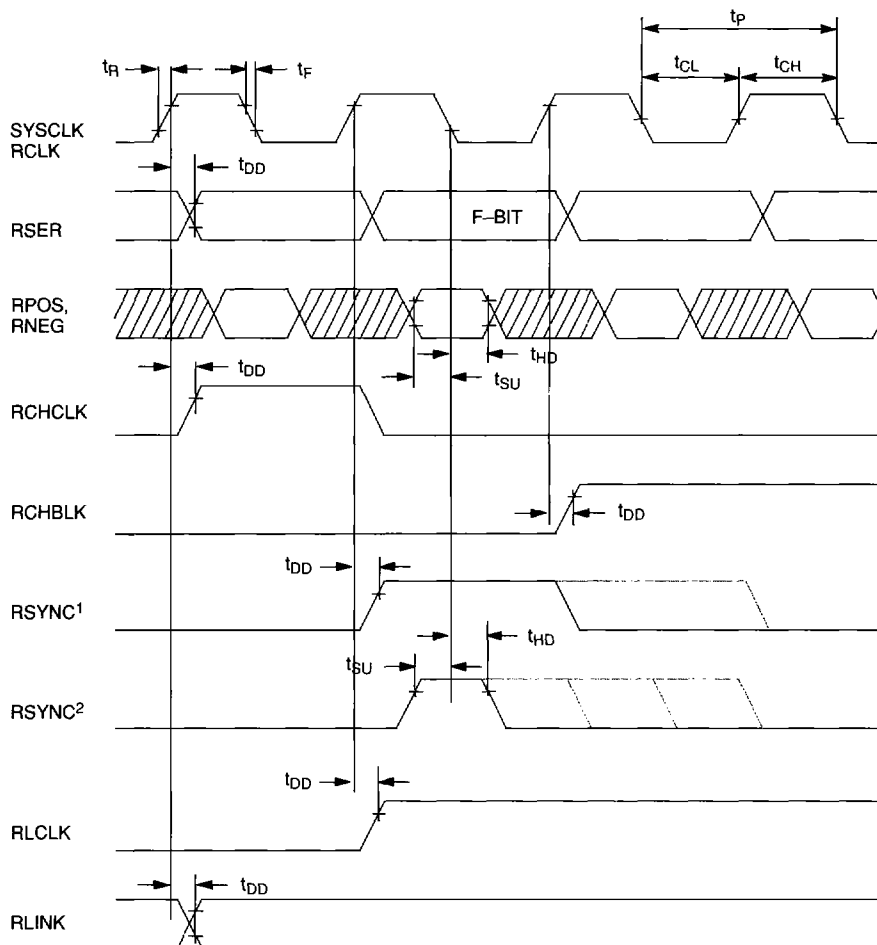 tP
tR
tF
tCL
tCH
SYSCLK
RCLK
tDD
RSER
F–BIT
RPOS,
RNEG
tHD
tDD
tSU
RCHCLK
RCHBLK
tDD
tDD
RSYNC1
tHD
tSU
RSYNC2
tDD
RLCLK
tDD
RLINK